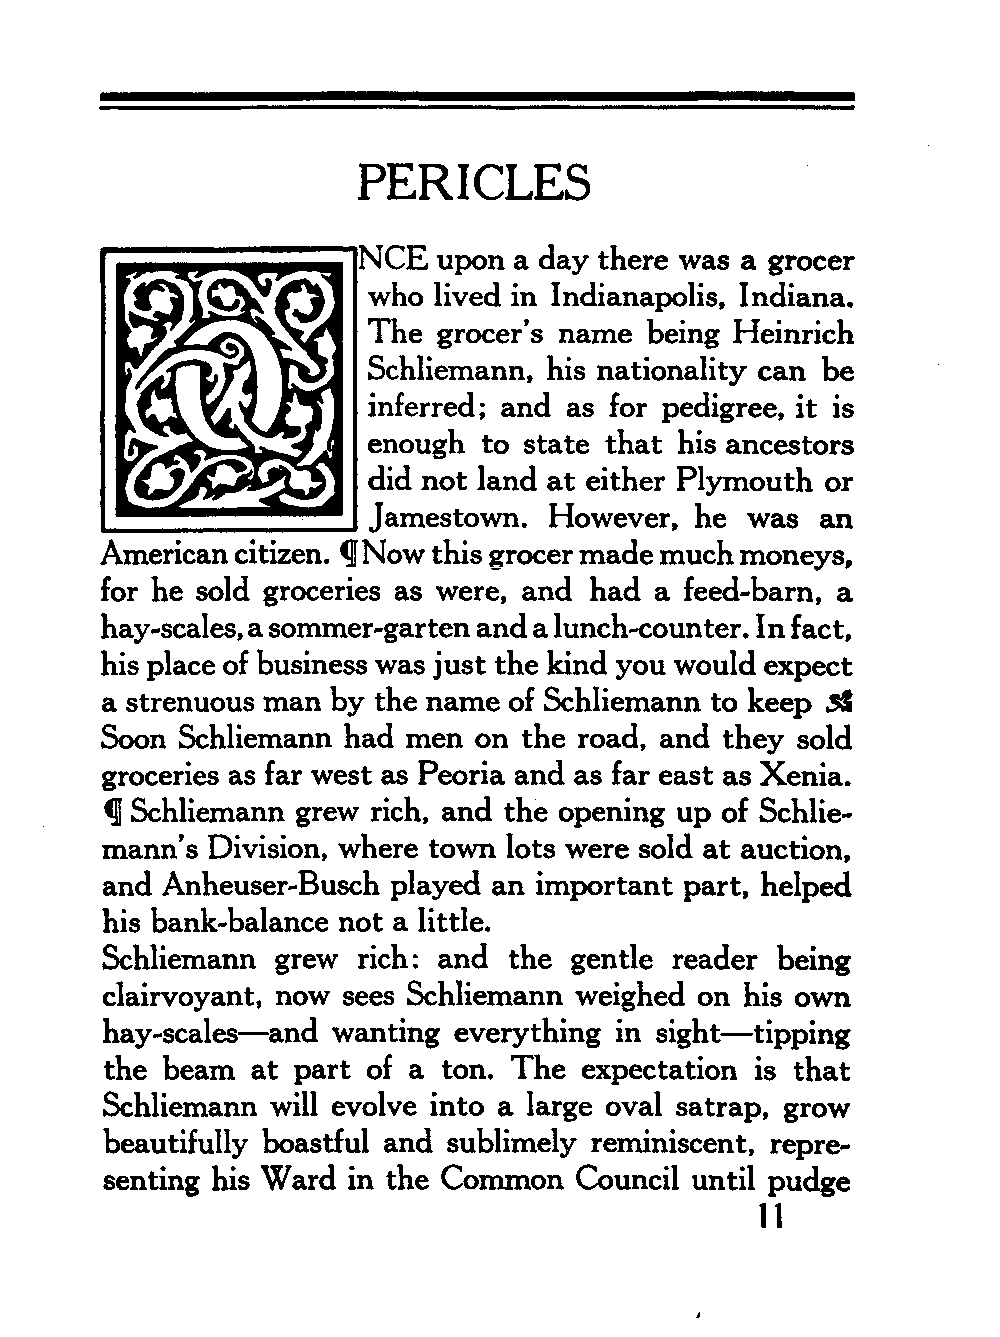 PERICLES
ONCE upon a day there was a grocer
who lived in Indianapolis, Indiana.
The grocer's name being Heinrich
Schliemann, his nationality can be
inferred; and as for pedigree, it is
enough to state that his ancestors
did not land at either Plymouth or
Jamestown. However, he was an
American citizen. ¶ Now this grocer made much moneys,
for he sold groceries as were, and had a feed-barn, a
hay-scales, a sommer-garten and a lunch-counter. In fact,
his place of business was just the kind you would expect
a strenuous man by the name of Schliemann to keep
Soon Schliemann had men on the road, and they sold
groceries as far west as Peoria and as far east as Xenia.
¶ Schliemann grew rich, and the opening up of Schlie-
mann's Division, where town lots were sold at auction,
and Anheuser-Busch played an important part, helped
his bank-balance not a little.
Schliemann grew rich: and the gentle reader being
clairvoyant, now sees Schliemann weighed on his own
hay-scales—and wanting everything in sight—tipping
the beam at part of a ton. The expectation is that
Schliemann will evolve into a large oval satrap, grow
beautifully boastful and sublimely reminiscent, repre-
senting his Ward in the Common Council until pudge
11